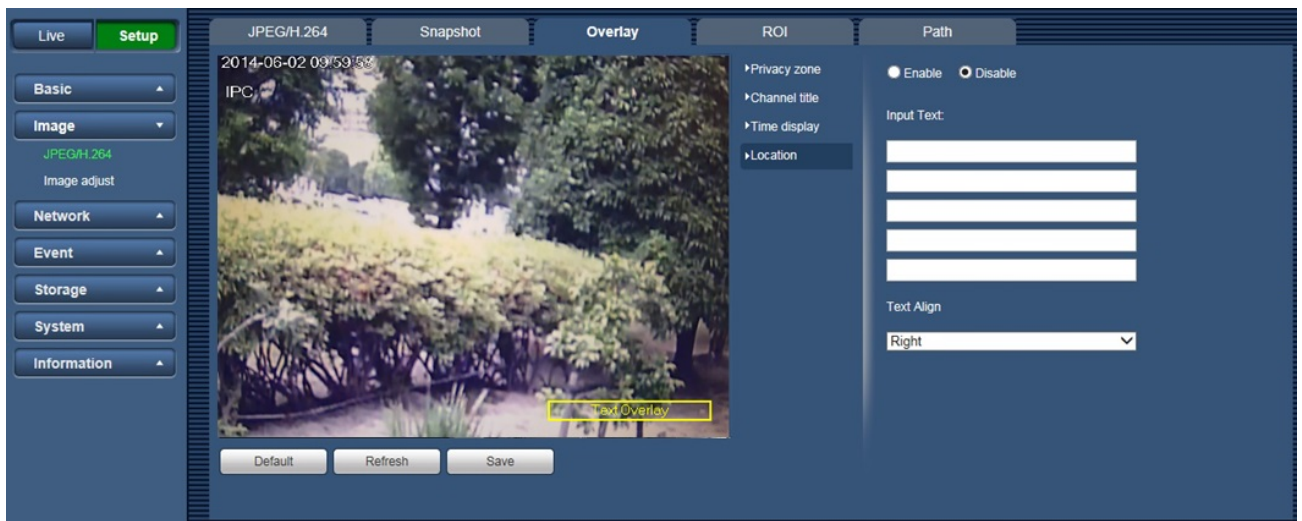 Live Setup
Basic
Image
JPEG/H.264
Image adjust
Network
Event
Storage
System
Information
JPEG/H.264 Snapshot Overlay ROI Path
2014-06-02 09:59:58
IPC
Text Overlay
Default Refresh Save
Privacy zone
Channel title
Time display
Location
Enable Disable
Input Text:
Text Align
Right